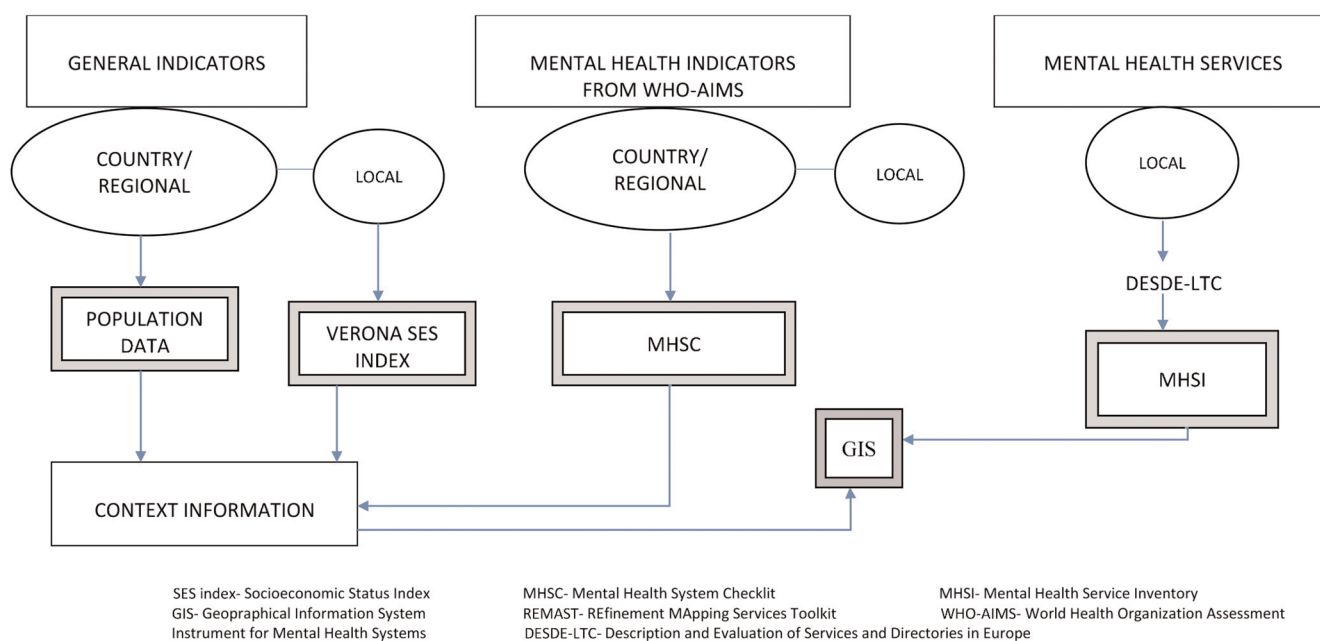 GENERAL INDICATORS
MENTAL HEALTH INDICATORS
FROM WHO-AIMS
MENTAL HEALTH SERVICES
COUNTRY/
REGIONAL
LOCAL
COUNTRY/
REGIONAL
LOCAL
LOCAL
DESDE-LTC
POPULATION
DATA
VERONA SES
INDEX
MHSC
MHSI
GIS
CONTEXT INFORMATION
SES index- Socioeconomic Status Index MHSC- Mental Health System Checklit MHSI- Mental Health Service Inventory
GIS- Geoprahical Information System REMAST- REfinement MApping Services Toolkit WHO-AIMS- World Health Organization Assessment
Instrument for Mental Health Systems DESDE-LTC- Description and Evaluation of Services and Directories in Europe